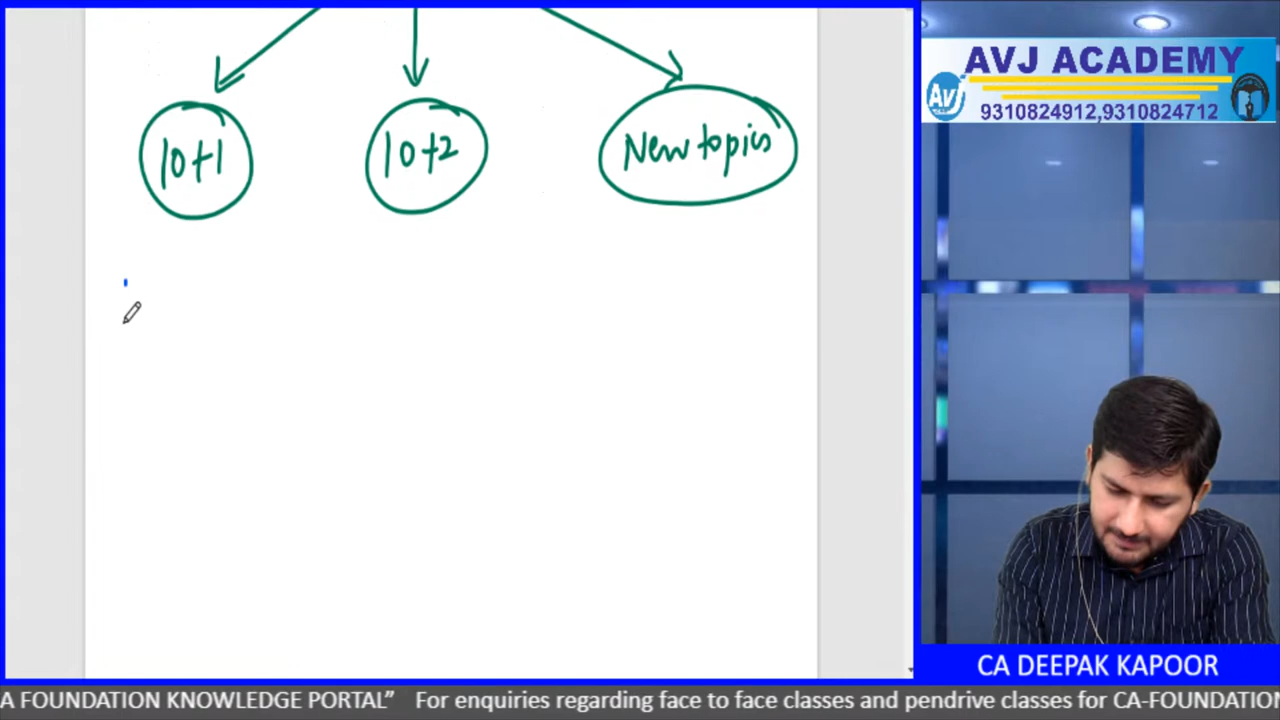 10+1
10+2
New topics
AVJ ACADEMY
AVJ
9310824912,9310824712
CA DEEPAK KAPOOR
A FOUNDATION KNOWLEDGE PORTAL” For enquiries regarding face to face classes and pendrive classes for CA-FOUNDATION